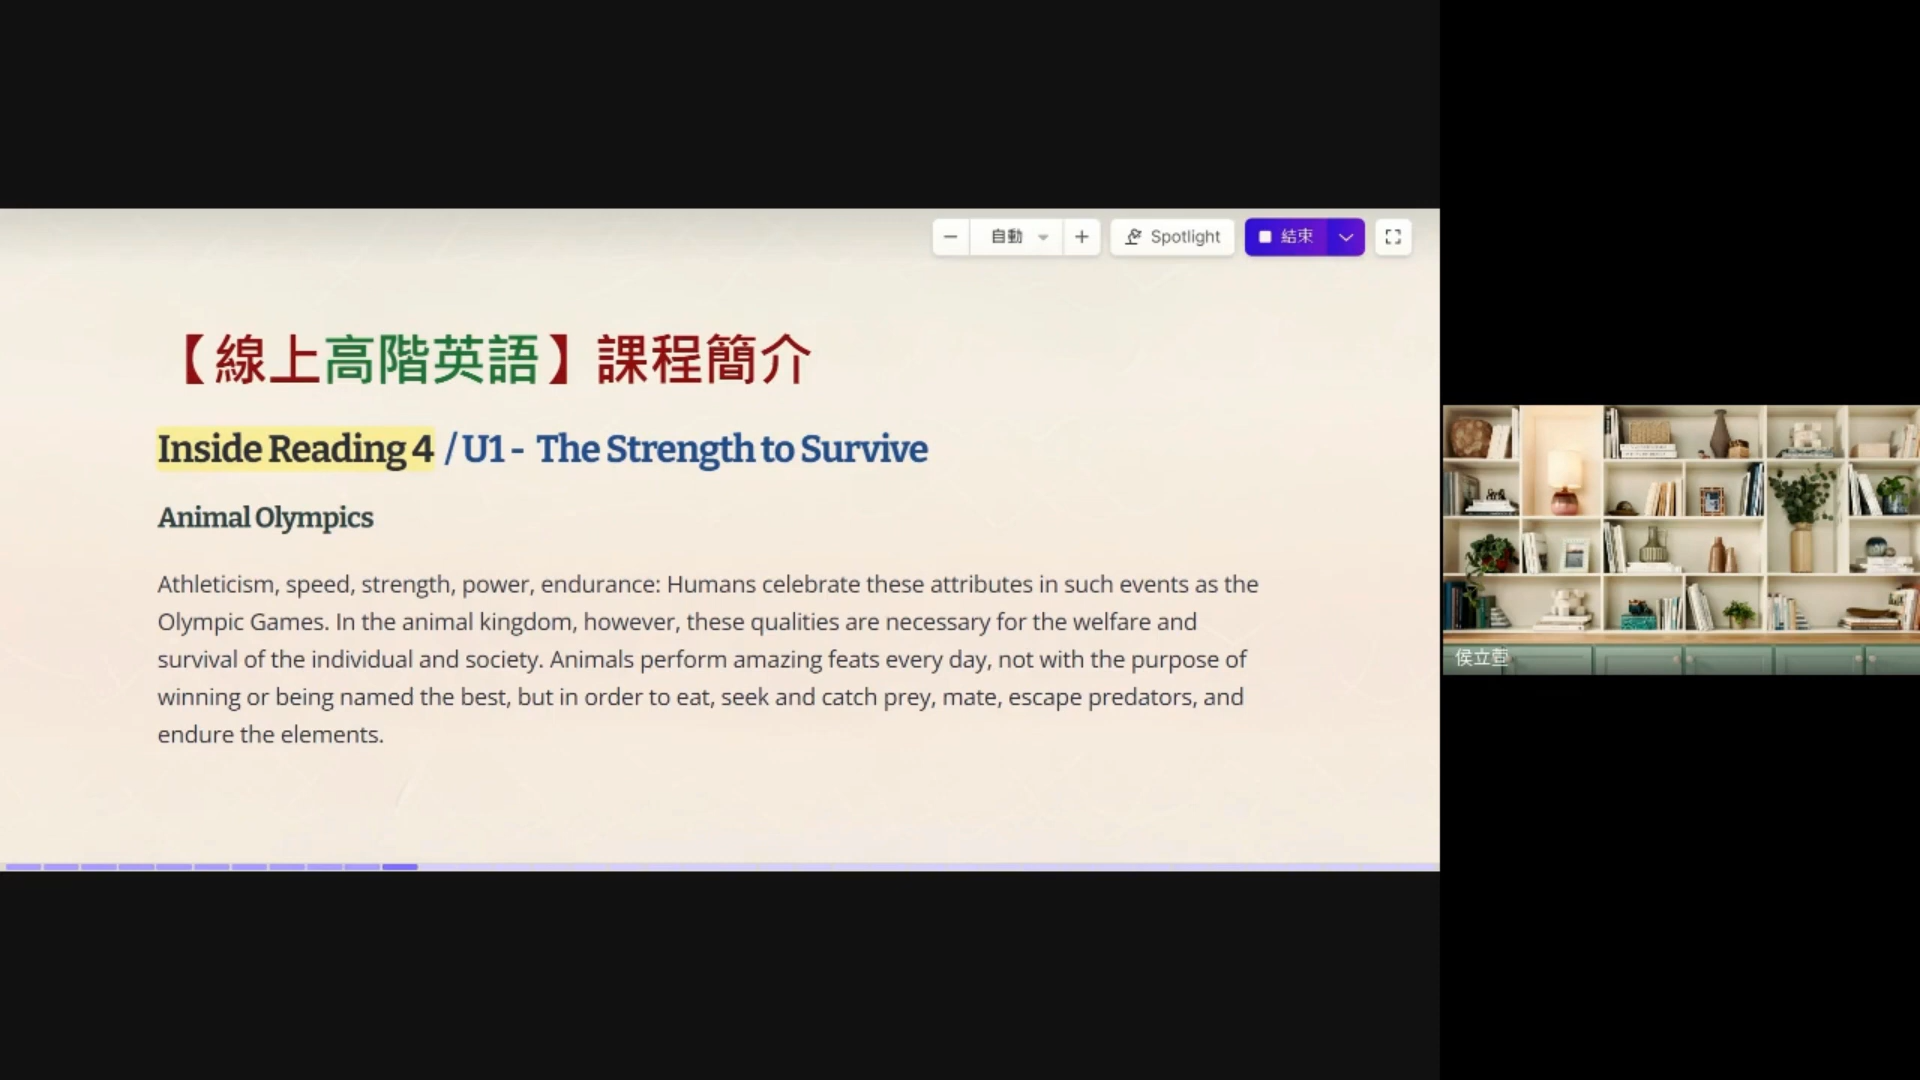 自動
Spotlight
結束
【線上高階英語】課程簡介
Inside Reading 4 / U1 - The Strength to Survive
Animal Olympics
Athleticism, speed, strength, power, endurance: Humans celebrate these attributes in such events as the
Olympic Games. In the animal kingdom, however, these qualities are necessary for the welfare and
survival of the individual and society. Animals perform amazing feats every day, not with the purpose of
winning or being named the best, but in order to eat, seek and catch prey, mate, escape predators, and
endure the elements.
侯立壹